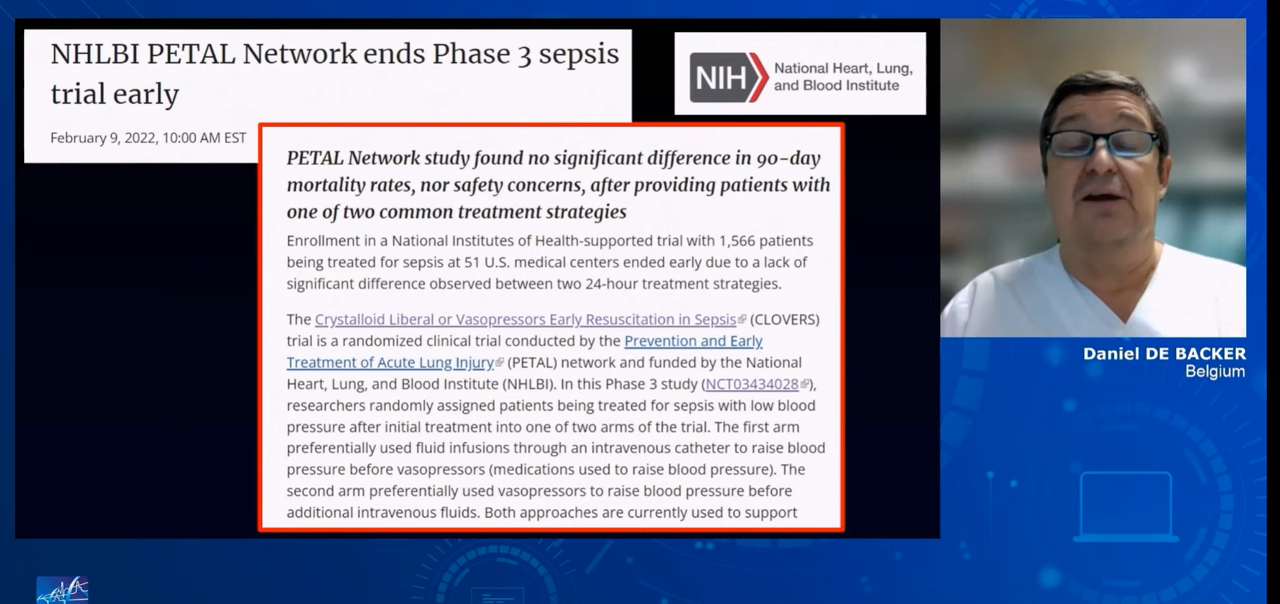 NHLBI PETAL Network ends Phase 3 sepsis
trial early
February 9, 2022, 10:00 AM EST
NIH
National Heart, Lung,
and Blood Institute
PETAL Network study found no significant difference in 90-day
mortality rates, nor safety concerns, after providing patients with
one of two common treatment strategies
Enrollment in a National Institutes of Health-supported trial with 1,566 patients
being treated for sepsis at 51 U.S. medical centers ended early due to a lack of
significant difference observed between two 24-hour treatment strategies.
The Crystalloid Liberal or Vasopressors Early Resuscitation in Sepsis (CLOVERS)
trial is a randomized clinical trial conducted by the Prevention and Early
Treatment of Acute Lung Injury (PETAL) network and funded by the National
Heart, Lung, and Blood Institute (NHLBI). In this Phase 3 study (NCT03434028),
researchers randomly assigned patients being treated for sepsis with low blood
pressure after initial treatment into one of two arms of the trial. The first arm
preferentially used fluid infusions through an intravenous catheter to raise blood
pressure before vasopressors (medications used to raise blood pressure). The
second arm preferentially used vasopressors to raise blood pressure before
additional intravenous fluids. Both approaches are currently used to support
Daniel DE BACKER
Belgium